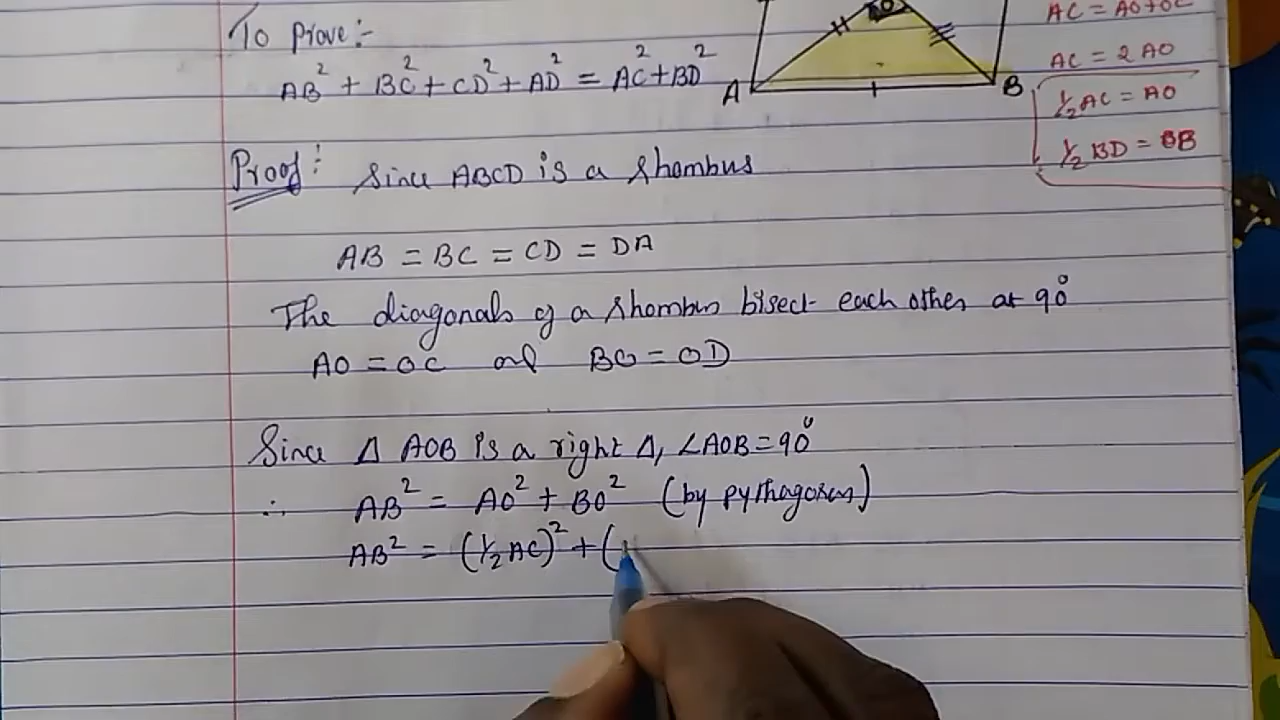 To Prove:-
AB² + BC² + CD² + AD² = AC² + BD²
A
B
AC = AO + OC
AC = 2 AO
½ AC = AO
½ BD = OB
Proof: Since ABCD is a rhombus
AB = BC = CD = DA
The diagonals of a rhombus bisect each other at 90°
AO = OC and BO = OD
Since Δ AOB is a right Δ, ∠AOB = 90°
∴ AB² = AO² + BO² (by pythagoras)
AB² = (½ AC)² + (